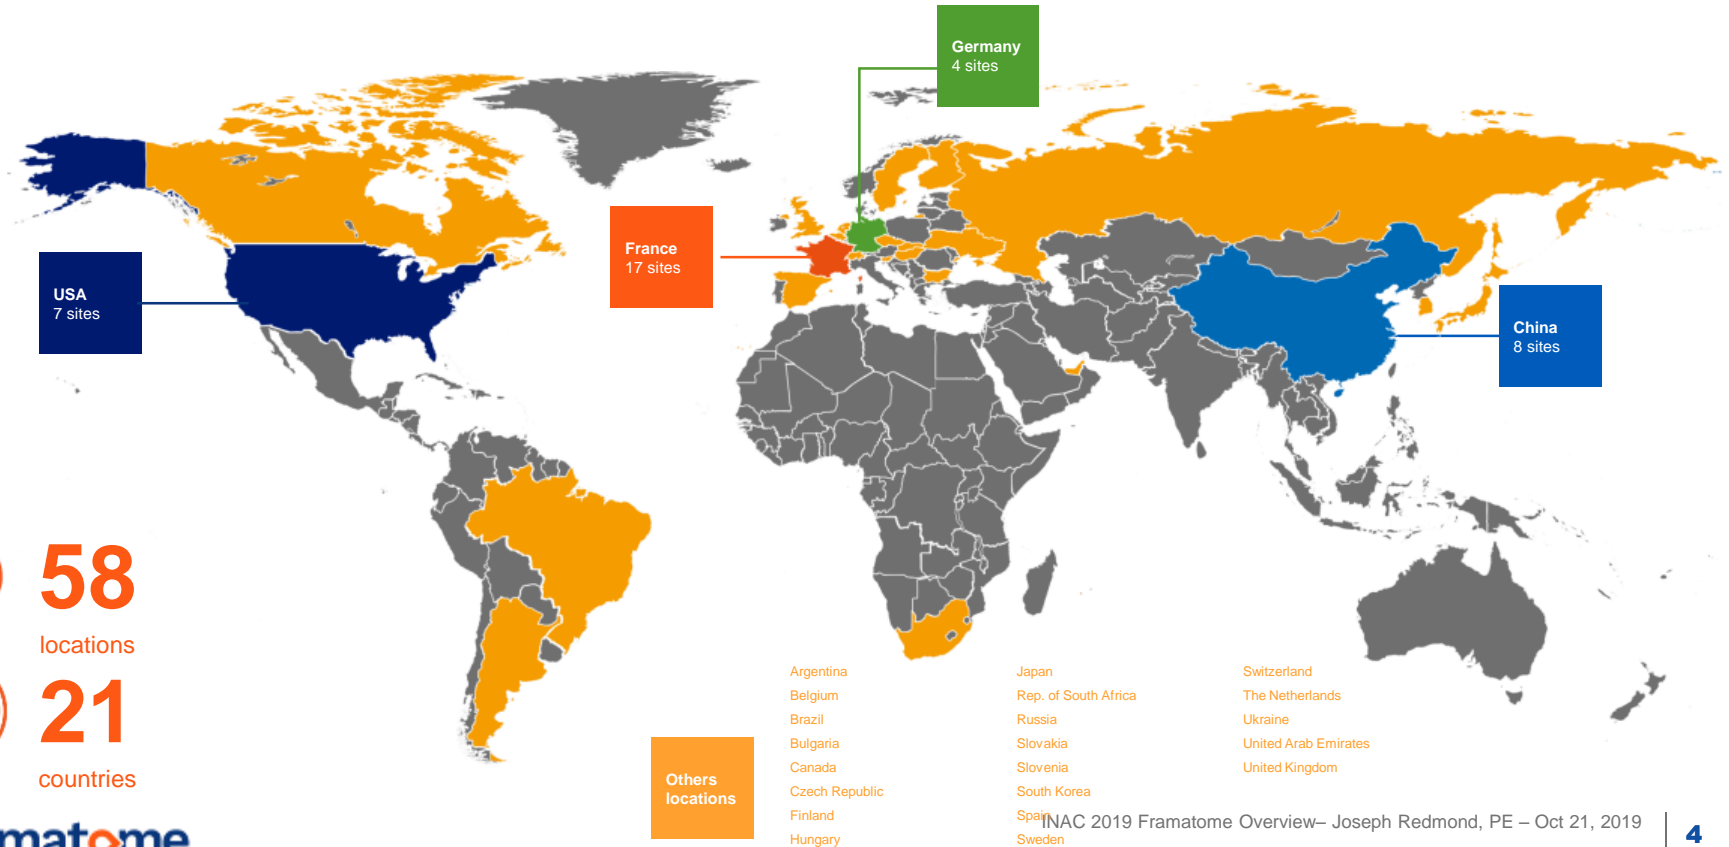 Germany
4 sites
France
17 sites
USA
7 sites
China
8 sites
58
locations
21
countries
Others
locations
Argentina
Belgium
Brazil
Bulgaria
Canada
Czech Republic
Finland
Hungary
Japan
Rep. of South Africa
Russia
Slovakia
Slovenia
South Korea
Spain
Sweden
Switzerland
The Netherlands
Ukraine
United Arab Emirates
United Kingdom
matome
INAC 2019 Framatome Overview– Joseph Redmond, PE – Oct 21, 2019
4